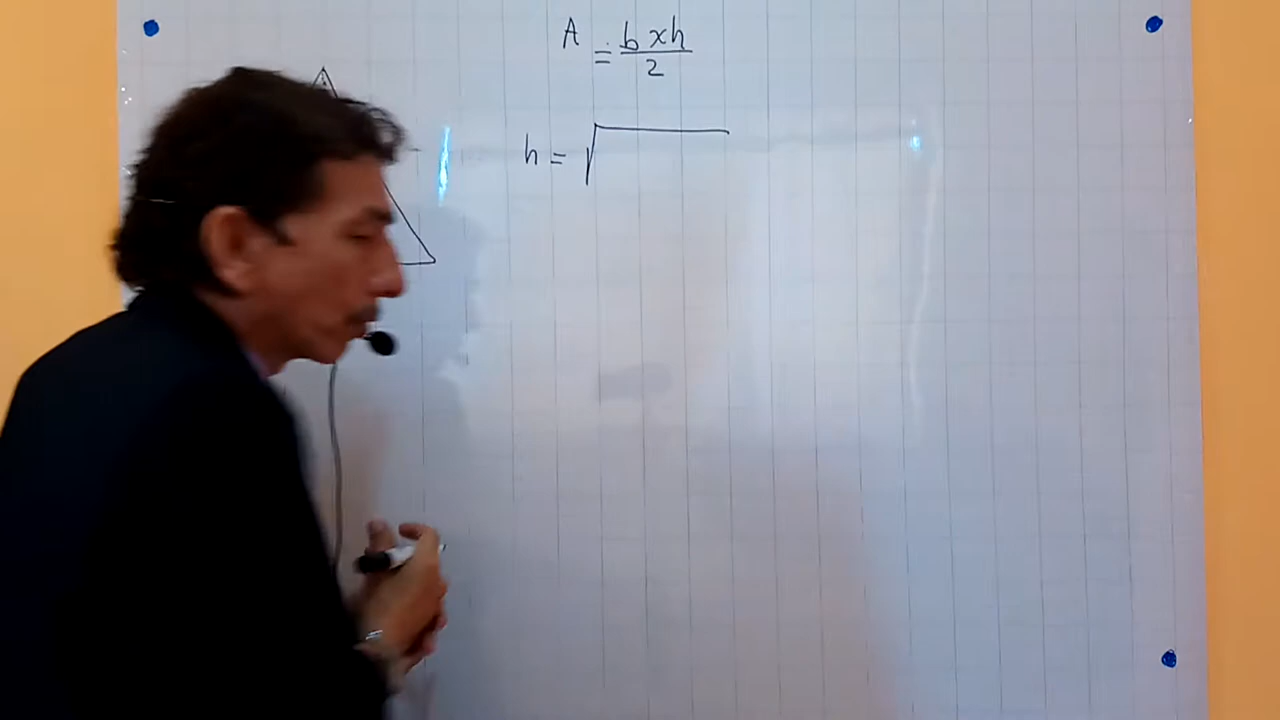 A = b x h / 2
h = √